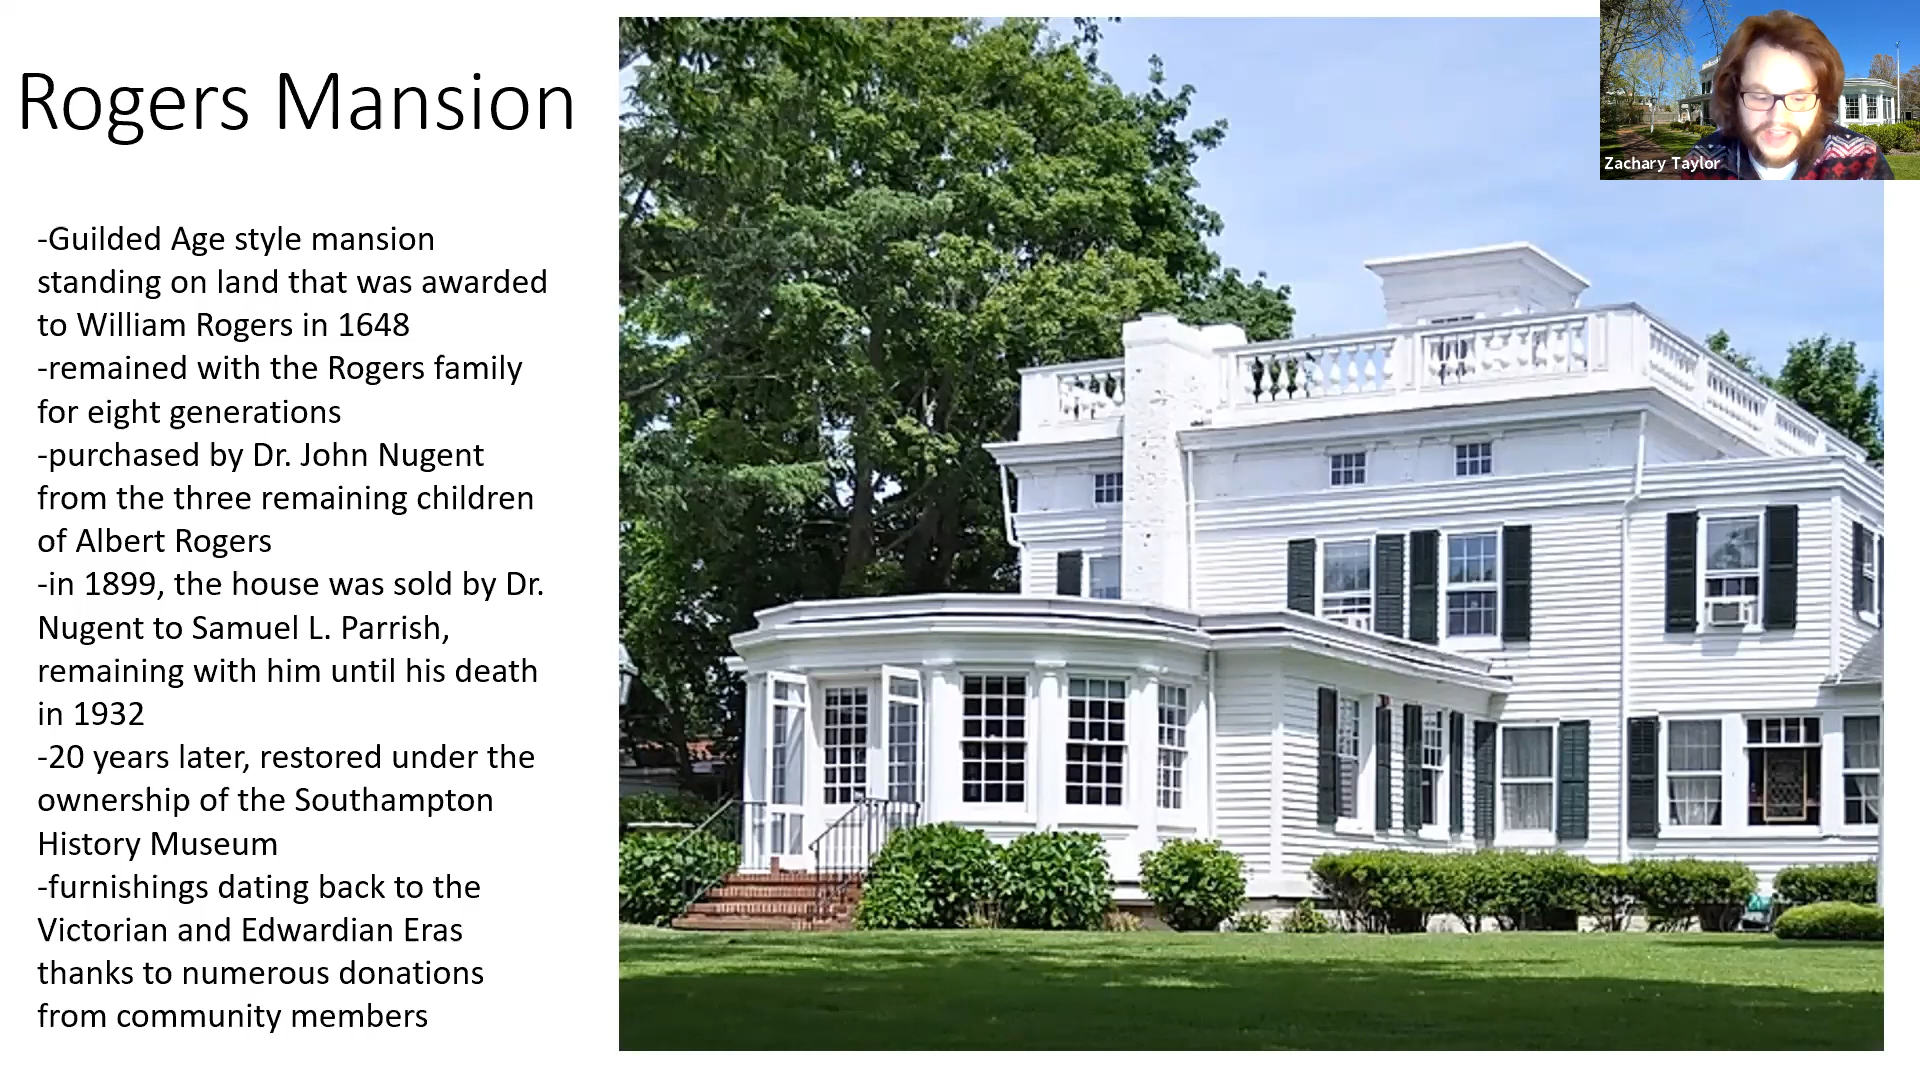 Rogers Mansion
Zachary Taylor
-Guilded Age style mansion
standing on land that was awarded
to William Rogers in 1648
-remained with the Rogers family
for eight generations
-purchased by Dr. John Nugent
from the three remaining children
of Albert Rogers
-in 1899, the house was sold by Dr.
Nugent to Samuel L. Parrish,
remaining with him until his death
in 1932
-20 years later, restored under the
ownership of the Southampton
History Museum
-furnishings dating back to the
Victorian and Edwardian Eras
thanks to numerous donations
from community members